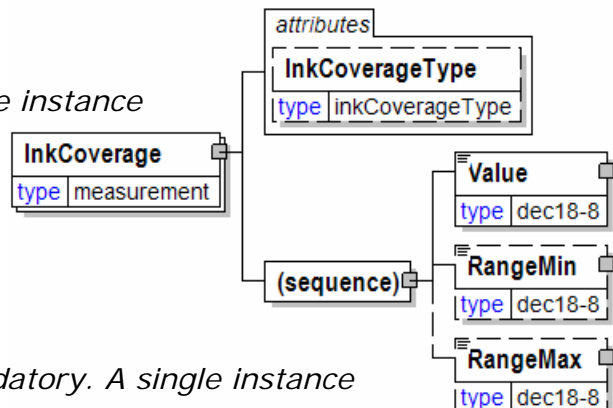 attributes
InkCoverageType
type inkCoverageType
instance
InkCoverage
type measurement
Value
type dec18-8
(sequence)
RangeMin
type dec18-8
RangeMax
type dec18-8
A single instance